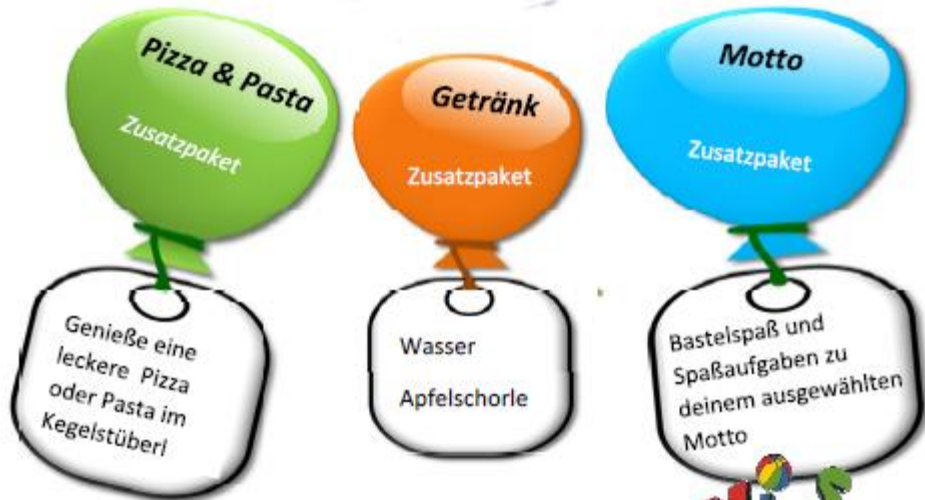 Pizza & Pasta
Zusatzpaket
Genieße eine
leckere Pizza
oder Pasta im
Kegelstüberl
Getränk
Zusatzpaket
Wasser
Apfelschorle
Motto
Zusatzpaket
Bastelspaß und
Spaßaufgaben zu
deinem ausgewählten
Motto